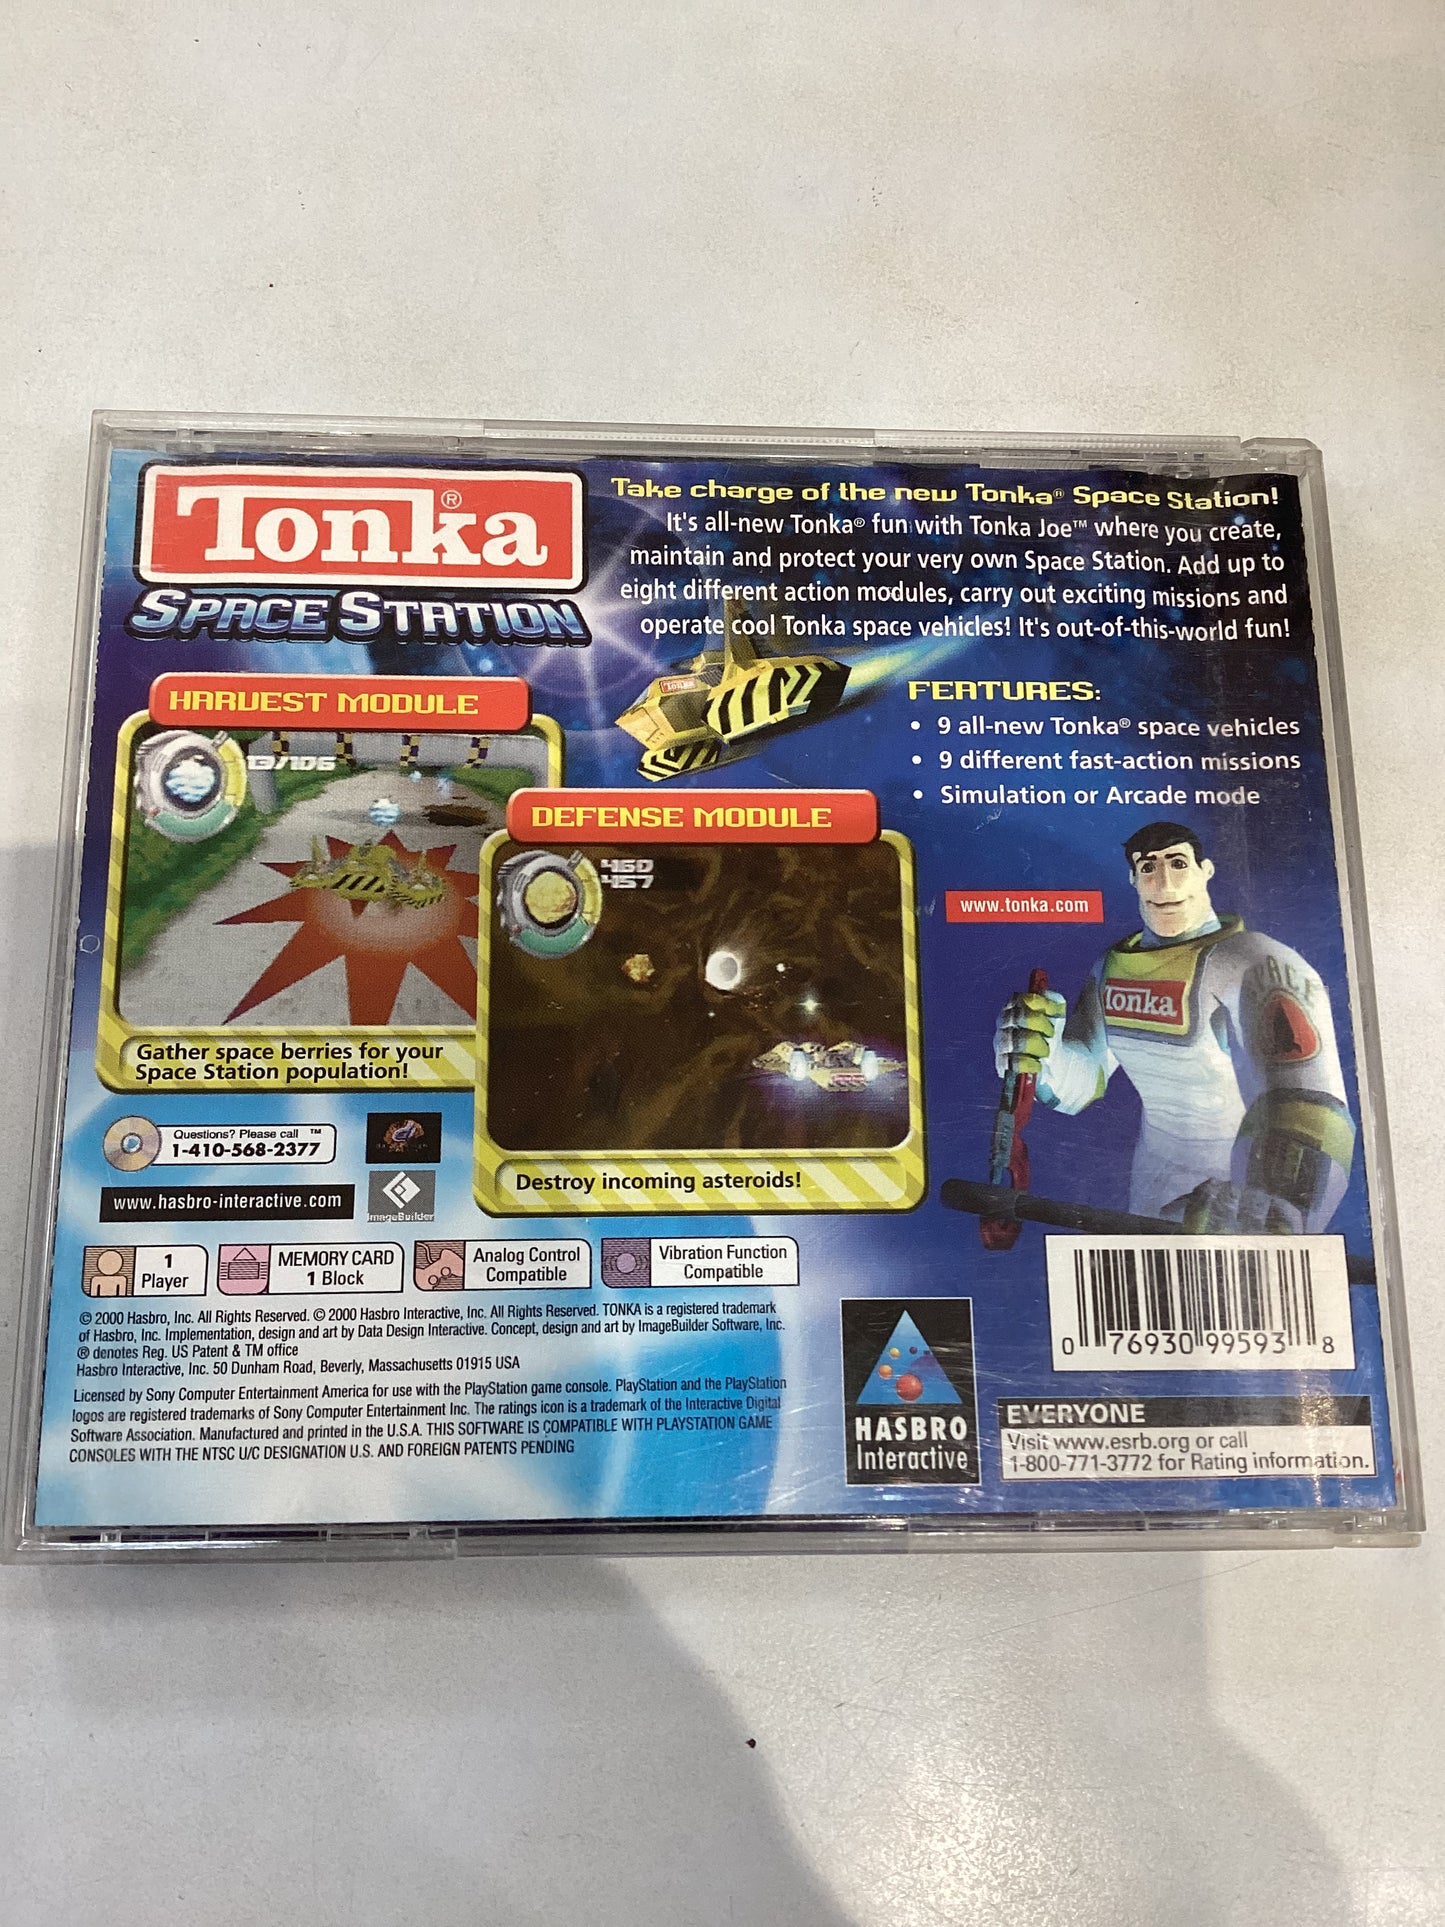 Tonka®
SPACE STATION
Take charge of the new Tonka® Space Station!
It's all-new Tonka® fun with Tonka Joe™ where you create,
maintain and protect your very own Space Station. Add up to
eight different action modules, carry out exciting missions and
operate cool Tonka space vehicles! It's out-of-this-world fun!
Tonka
FEATURES:
• 9 all-new Tonka® space vehicles
• 9 different fast-action missions
• Simulation or Arcade mode
HARVEST MODULE
13/106
Gather space berries for your
Space Station population!
DEFENSE MODULE
460
457
Destroy incoming asteroids!
www.tonka.com
SPACE
Tonka
Questions? Please call ™
1-410-568-2377
www.hasbro-interactive.com
ImageBuilder
1
Player
MEMORY CARD
1 Block
Analog Control
Compatible
Vibration Function
Compatible
© 2000 Hasbro, Inc. All Rights Reserved. © 2000 Hasbro Interactive, Inc. All Rights Reserved. TONKA is a registered trademark
of Hasbro, Inc. Implementation, design and art by Data Design Interactive. Concept, design and art by ImageBuilder Software, Inc.
® denotes Reg. US Patent & TM office
Hasbro Interactive, Inc. 50 Dunham Road, Beverly, Massachusetts 01915 USA
Licensed by Sony Computer Entertainment America for use with the PlayStation game console. PlayStation and the PlayStation
logos are registered trademarks of Sony Computer Entertainment Inc. The ratings icon is a trademark of the Interactive Digital
Software Association. Manufactured and printed in the U.S.A. THIS SOFTWARE IS COMPATIBLE WITH PLAYSTATION GAME
CONSOLES WITH THE NTSC U/C DESIGNATION U.S. AND FOREIGN PATENTS PENDING
HASBRO
Interactive™
0 76930 99593 8
EVERYONE
Visit www.esrb.org or call
1-800-771-3772 for Rating information.